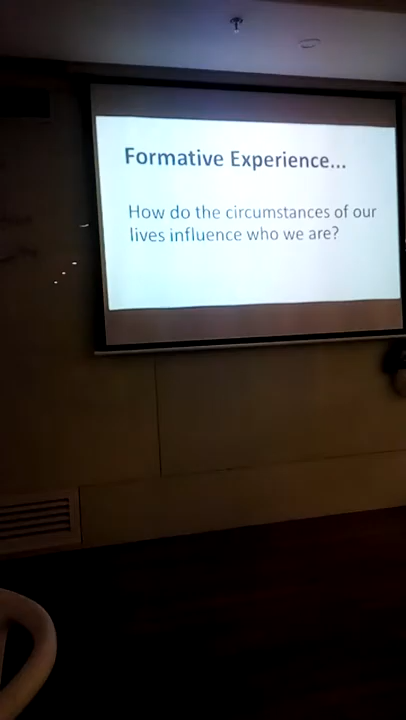 Formative Experience...
How do the circumstances of our
lives influence who we are?